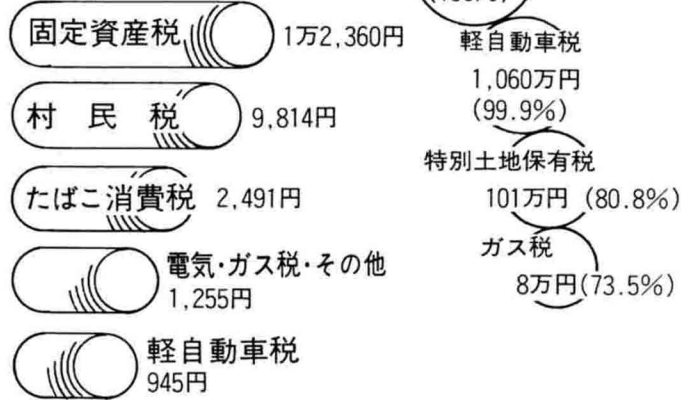 固定資産税
1万2,360円
村民税
9,814円
たばこ消費税
2,491円
電気・ガス税・その他
1,255円
軽自動車税
945円
軽自動車税
1,060万円
(99.9%)
特別土地保有税
101万円 (80.8%)
ガス税
8万円(73.5%)